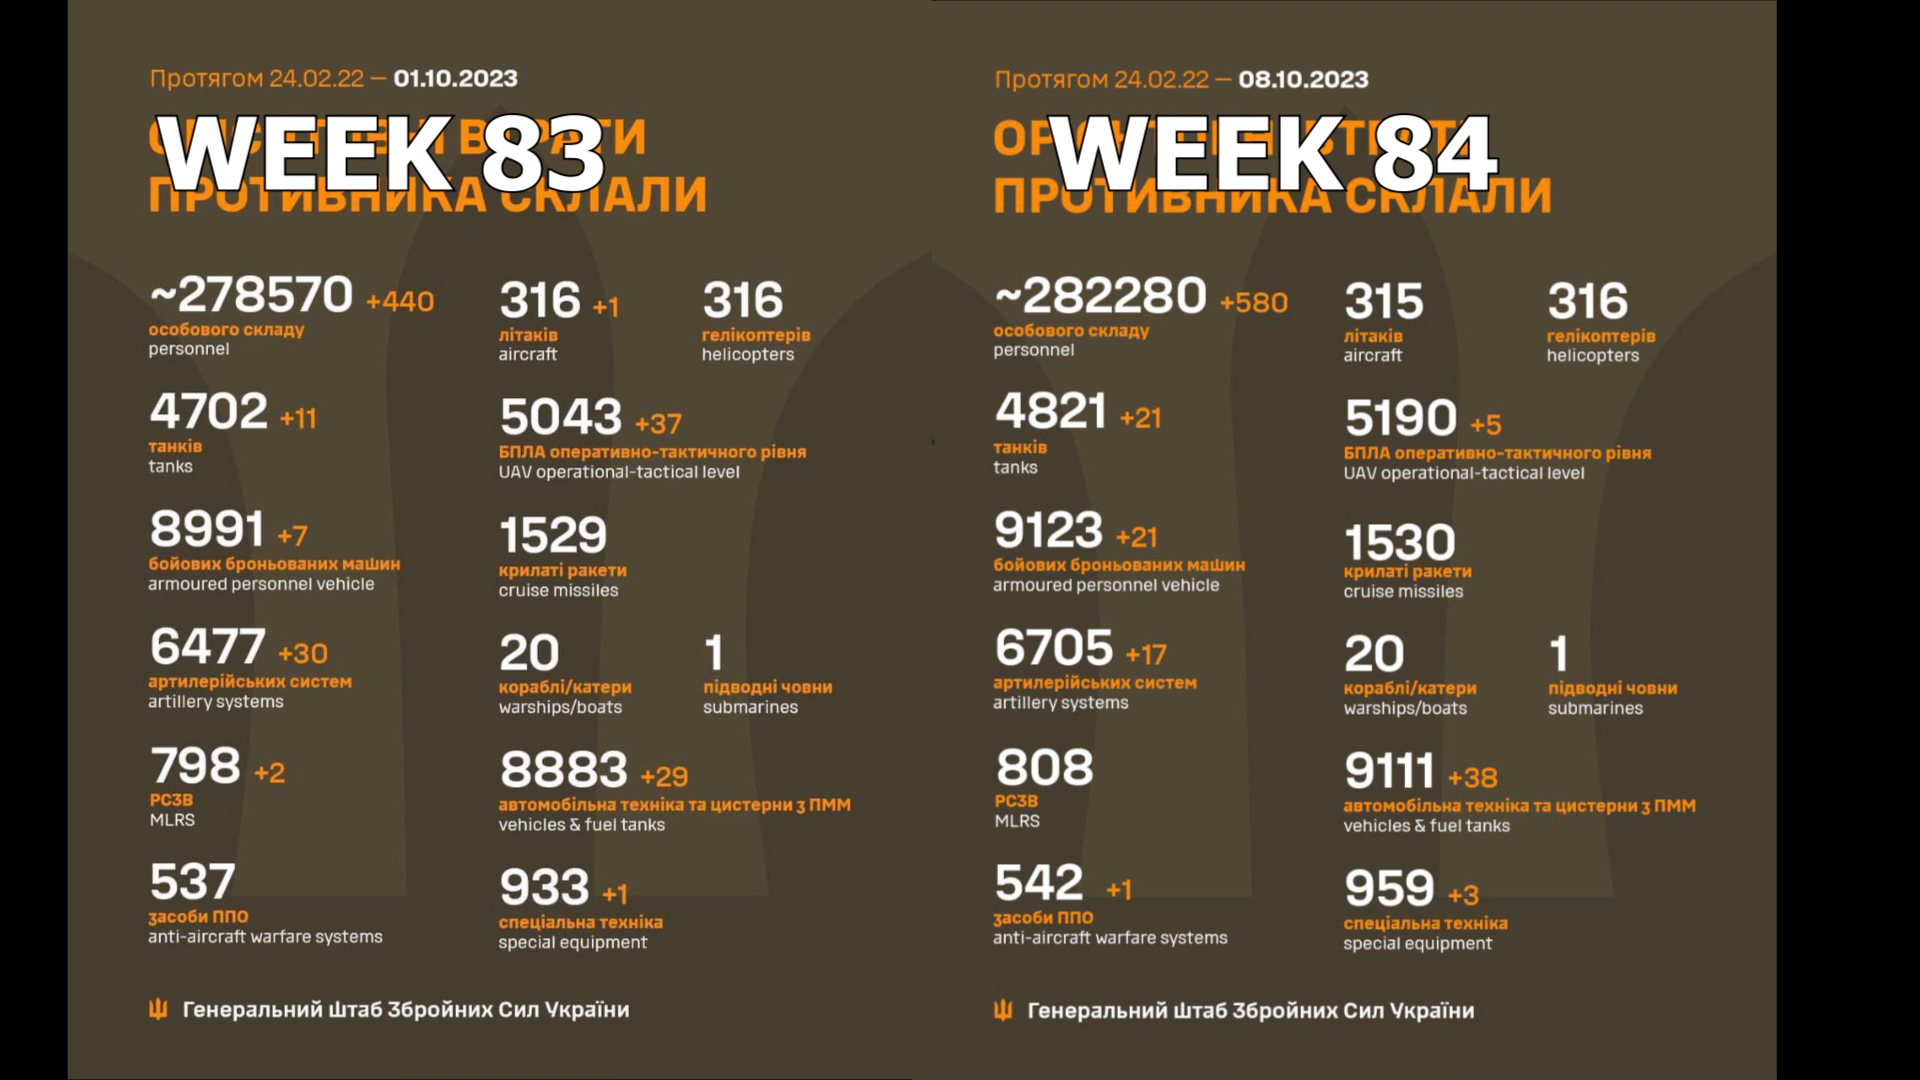 Протягом 24.02.22 — 01.10.2023
WEEK 83
ПРОТИВНИКА СКЛАЛИ
~278570 +440
особового складу
personnel
316 +1
літаків
aircraft
316
гелікоптерів
helicopters
4702 +11
танків
tanks
5043 +37
БПЛА оперативно-тактичного рівня
UAV operational-tactical level
8991 +7
бойових броньованих машин
armoured personnel vehicle
1529
крилаті ракети
cruise missiles
6477 +30
артилерійських систем
artillery systems
20
кораблі/катери
warships/boats
1
підводні човни
submarines
798 +2
РСЗВ
MLRS
8883 +29
автомобільна техніка та цистерни з ПММ
vehicles & fuel tanks
537
засоби ППО
anti-aircraft warfare systems
933 +1
спеціальна техніка
special equipment
Генеральний штаб Збройних Сил України
Протягом 24.02.22 — 08.10.2023
WEEK 84
ПРОТИВНИКА СКЛАЛИ
~282280 +580
особового складу
personnel
315
літаків
aircraft
316
гелікоптерів
helicopters
4821 +21
танків
tanks
5190 +5
БПЛА оперативно-тактичного рівня
UAV operational-tactical level
9123 +21
бойових броньованих машин
armoured personnel vehicle
1530
крилаті ракети
cruise missiles
6705 +17
артилерійських систем
artillery systems
20
кораблі/катери
warships/boats
1
підводні човни
submarines
808
РСЗВ
MLRS
9111 +38
автомобільна техніка та цистерни з ПММ
vehicles & fuel tanks
542 +1
засоби ППО
anti-aircraft warfare systems
959 +3
спеціальна техніка
special equipment
Генеральний штаб Збройних Сил України